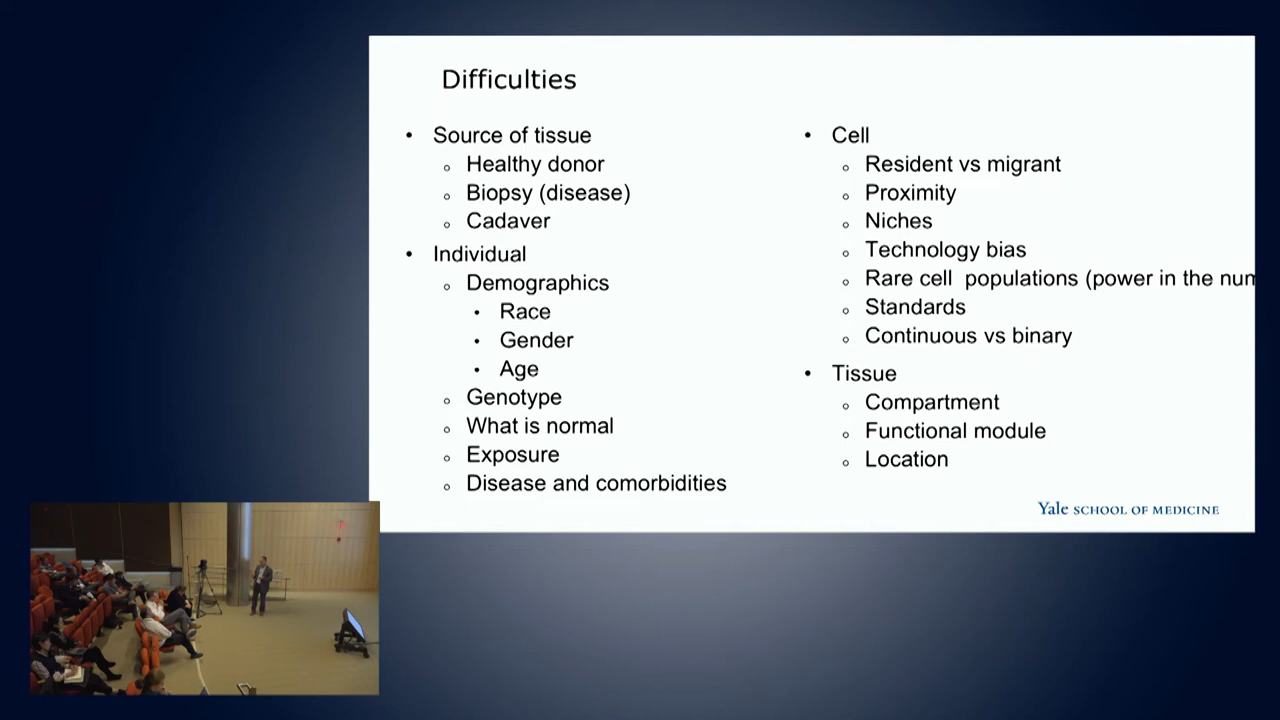 Difficulties
• Source of tissue
o Healthy donor
o Biopsy (disease)
o Cadaver
• Individual
o Demographics
• Race
• Gender
• Age
o Genotype
o What is normal
o Exposure
o Disease and comorbidities
• Cell
o Resident vs migrant
o Proximity
o Niches
o Technology bias
o Rare cell populations (power in the
o Standards
o Continuous vs binary
• Tissue
o Compartment
o Functional module
o Location
Yale SCHOOL OF MEDICINE